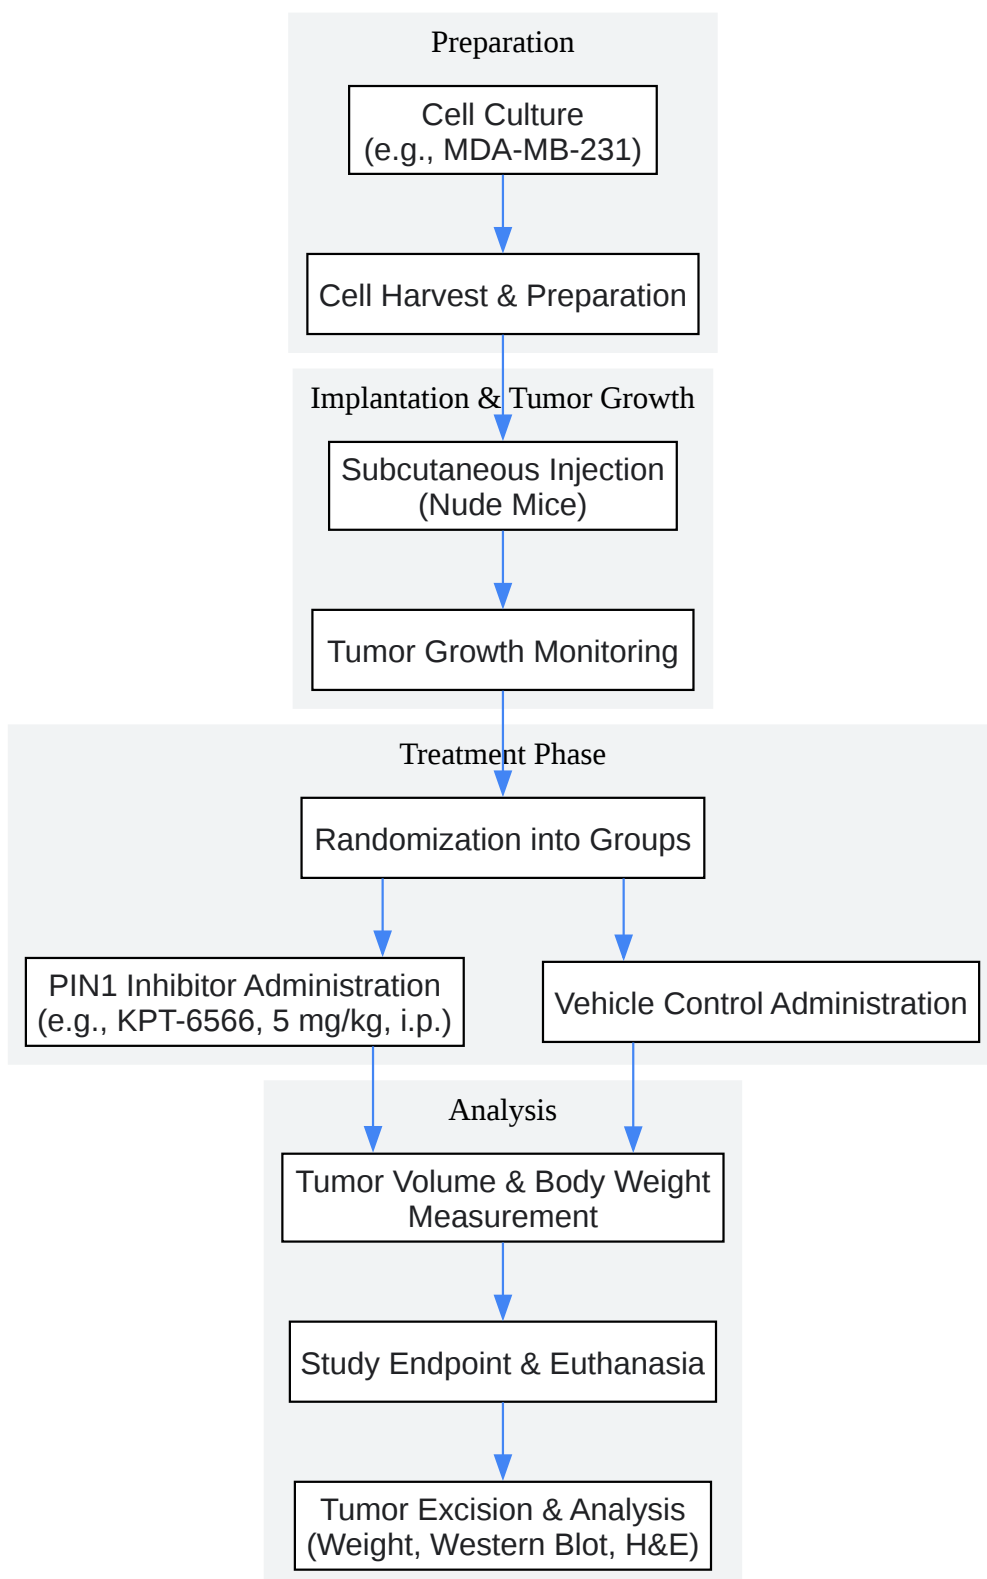 Preparation
Cell Culture
(e.g., MDA-MB-231)
Cell Harvest & Preparation
Implantation & Tumor Growth
Subcutaneous Injection
(Nude Mice)
Tumor Growth Monitoring
Treatment Phase
Randomization into Groups
PIN1 Inhibitor Administration
(e.g., KPT-6566, 5 mg/kg, i.p.)
Vehicle Control Administration
Analysis
Tumor Volume & Body Weight
Measurement
Study Endpoint & Euthanasia
Tumor Excision & Analysis
(Weight, Western Blot, H&E)